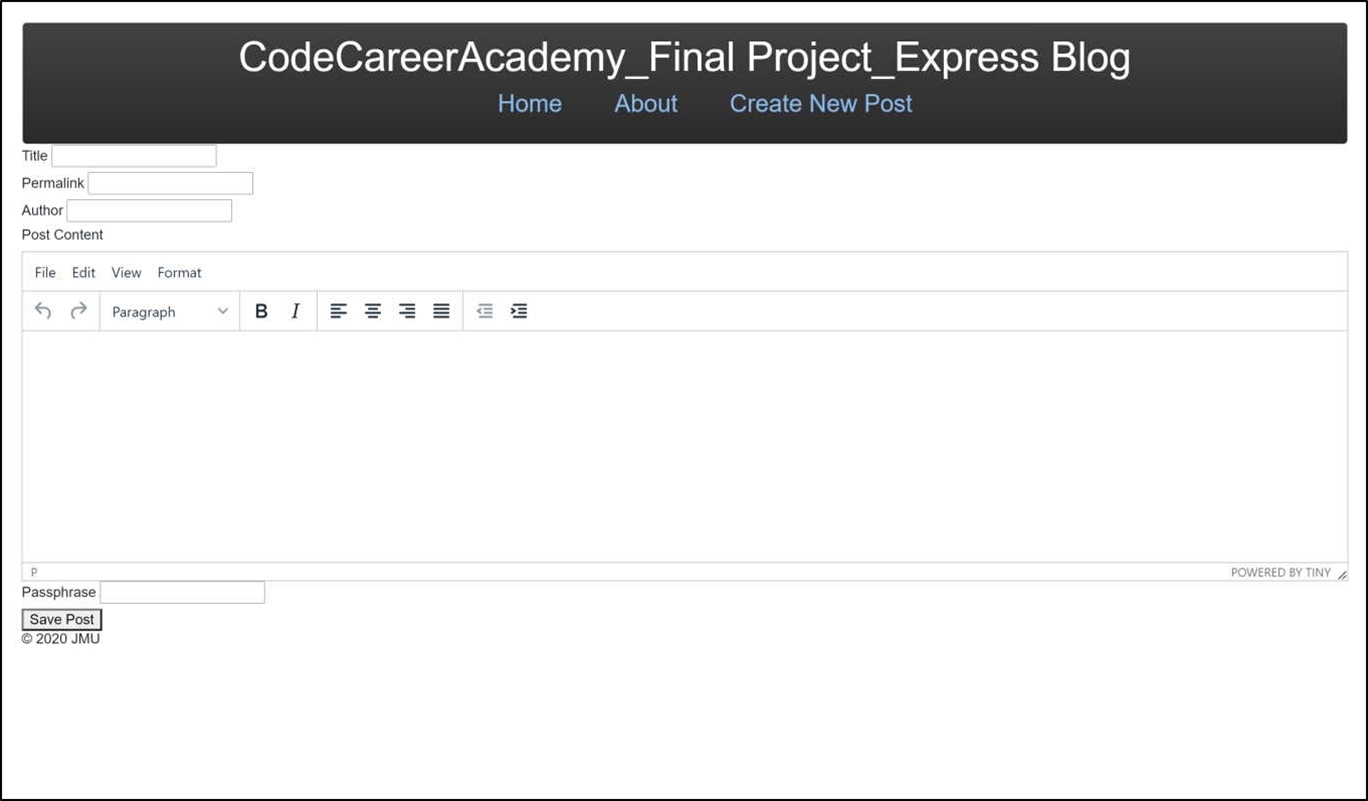 CodeCareerAcademy_Final Project_Express Blog
Home About Create New Post
Title
Permalink
Author
Post Content
File Edit View Format
Paragraph B I
P POWERED BY TINY
Passphrase
Save Post
© 2020 JMU